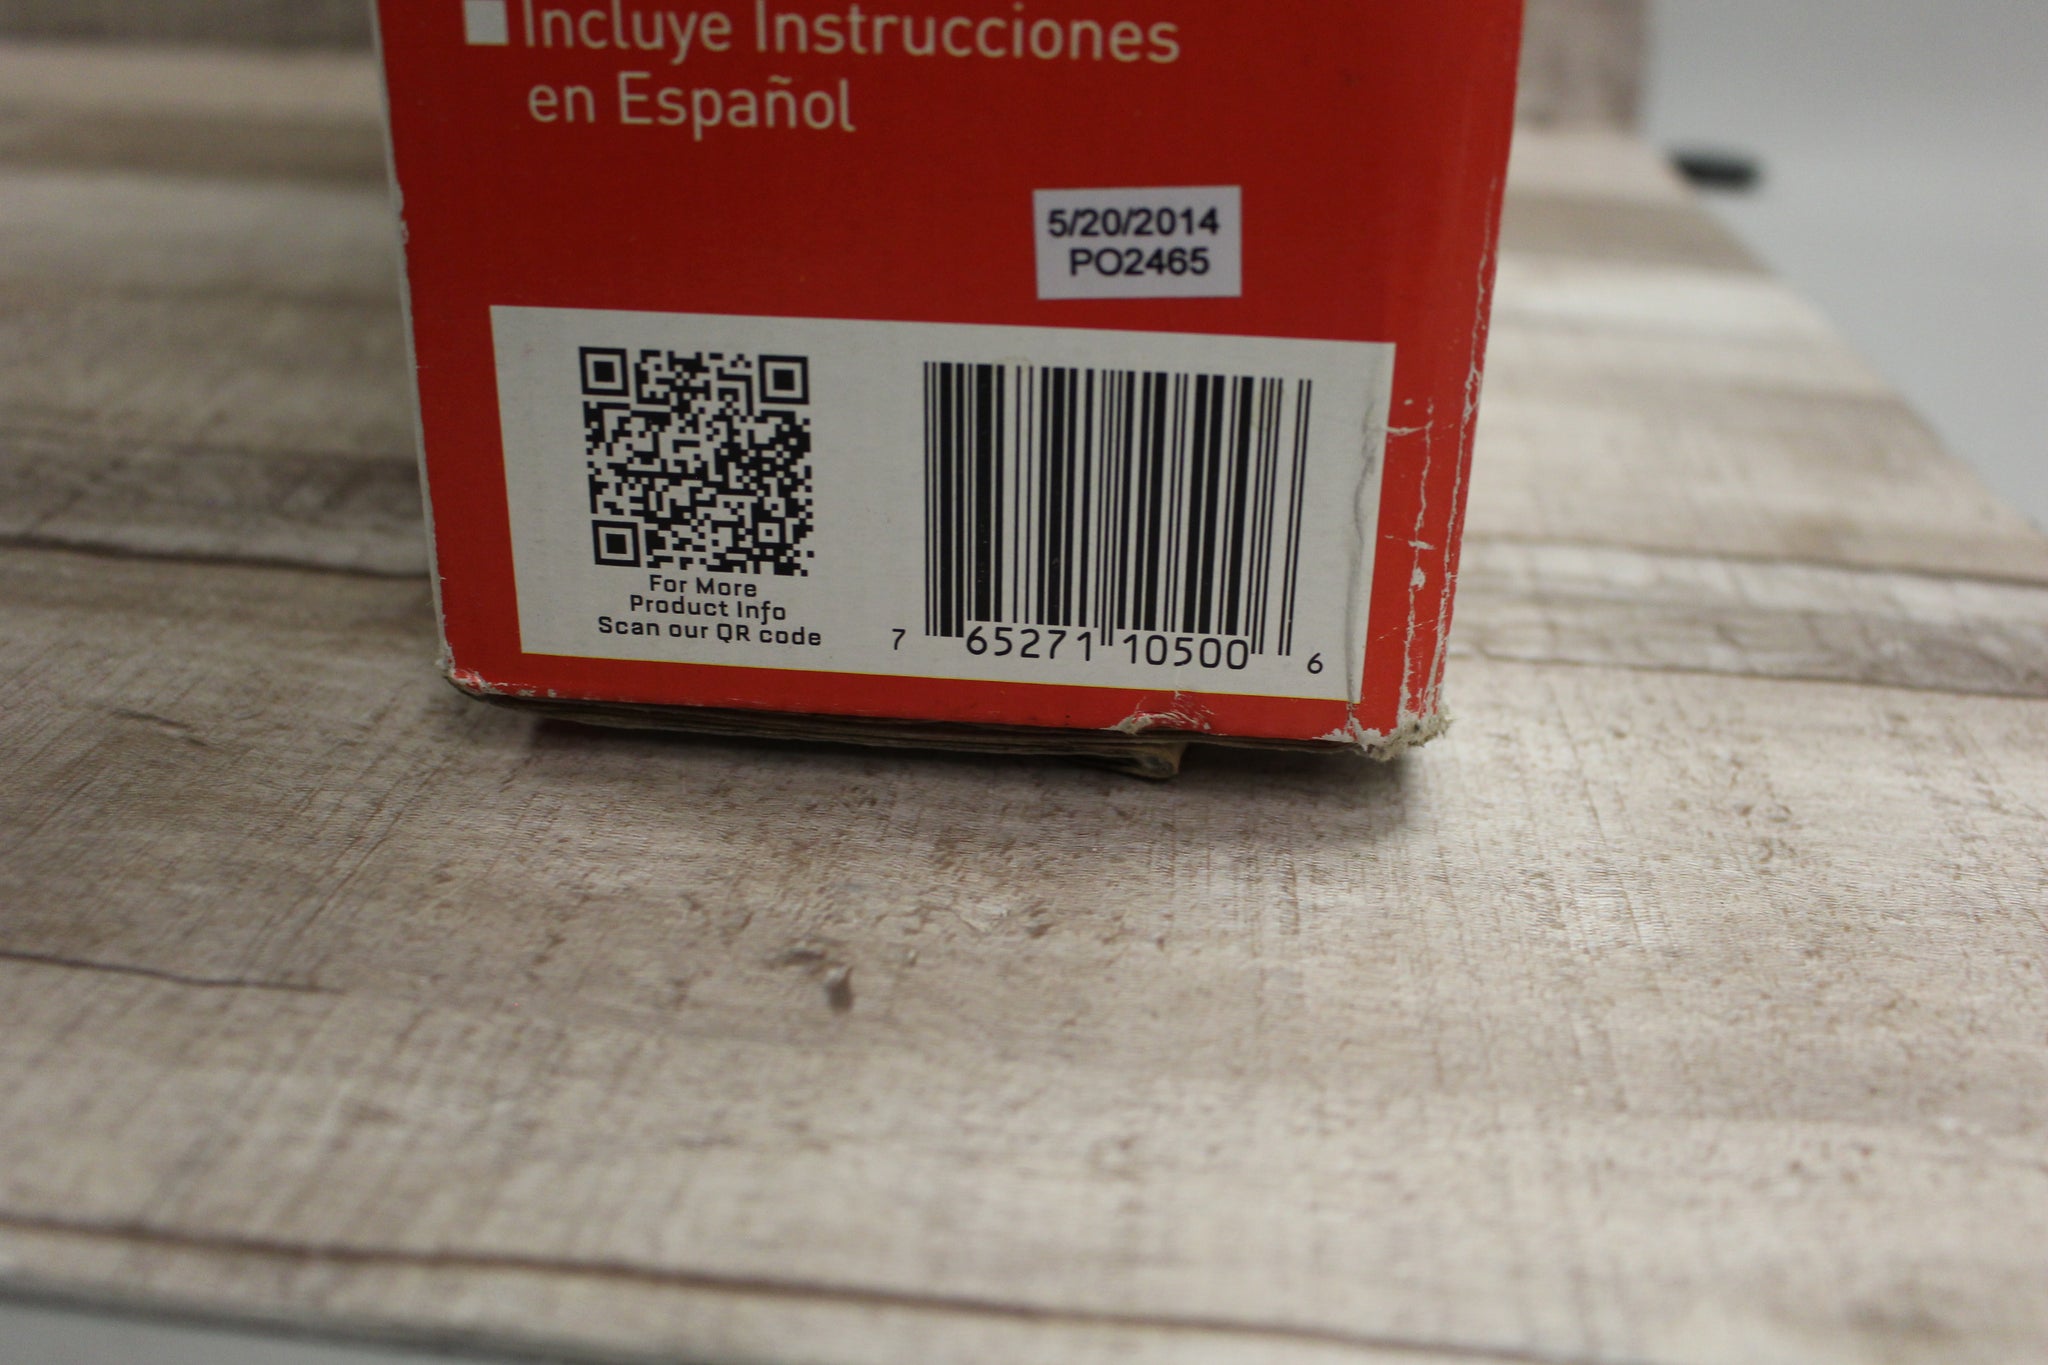 Incluye Instrucciones
en Español
5/20/2014
PO2465
For More
Product Info
Scan our QR code
7 65271 10500 6